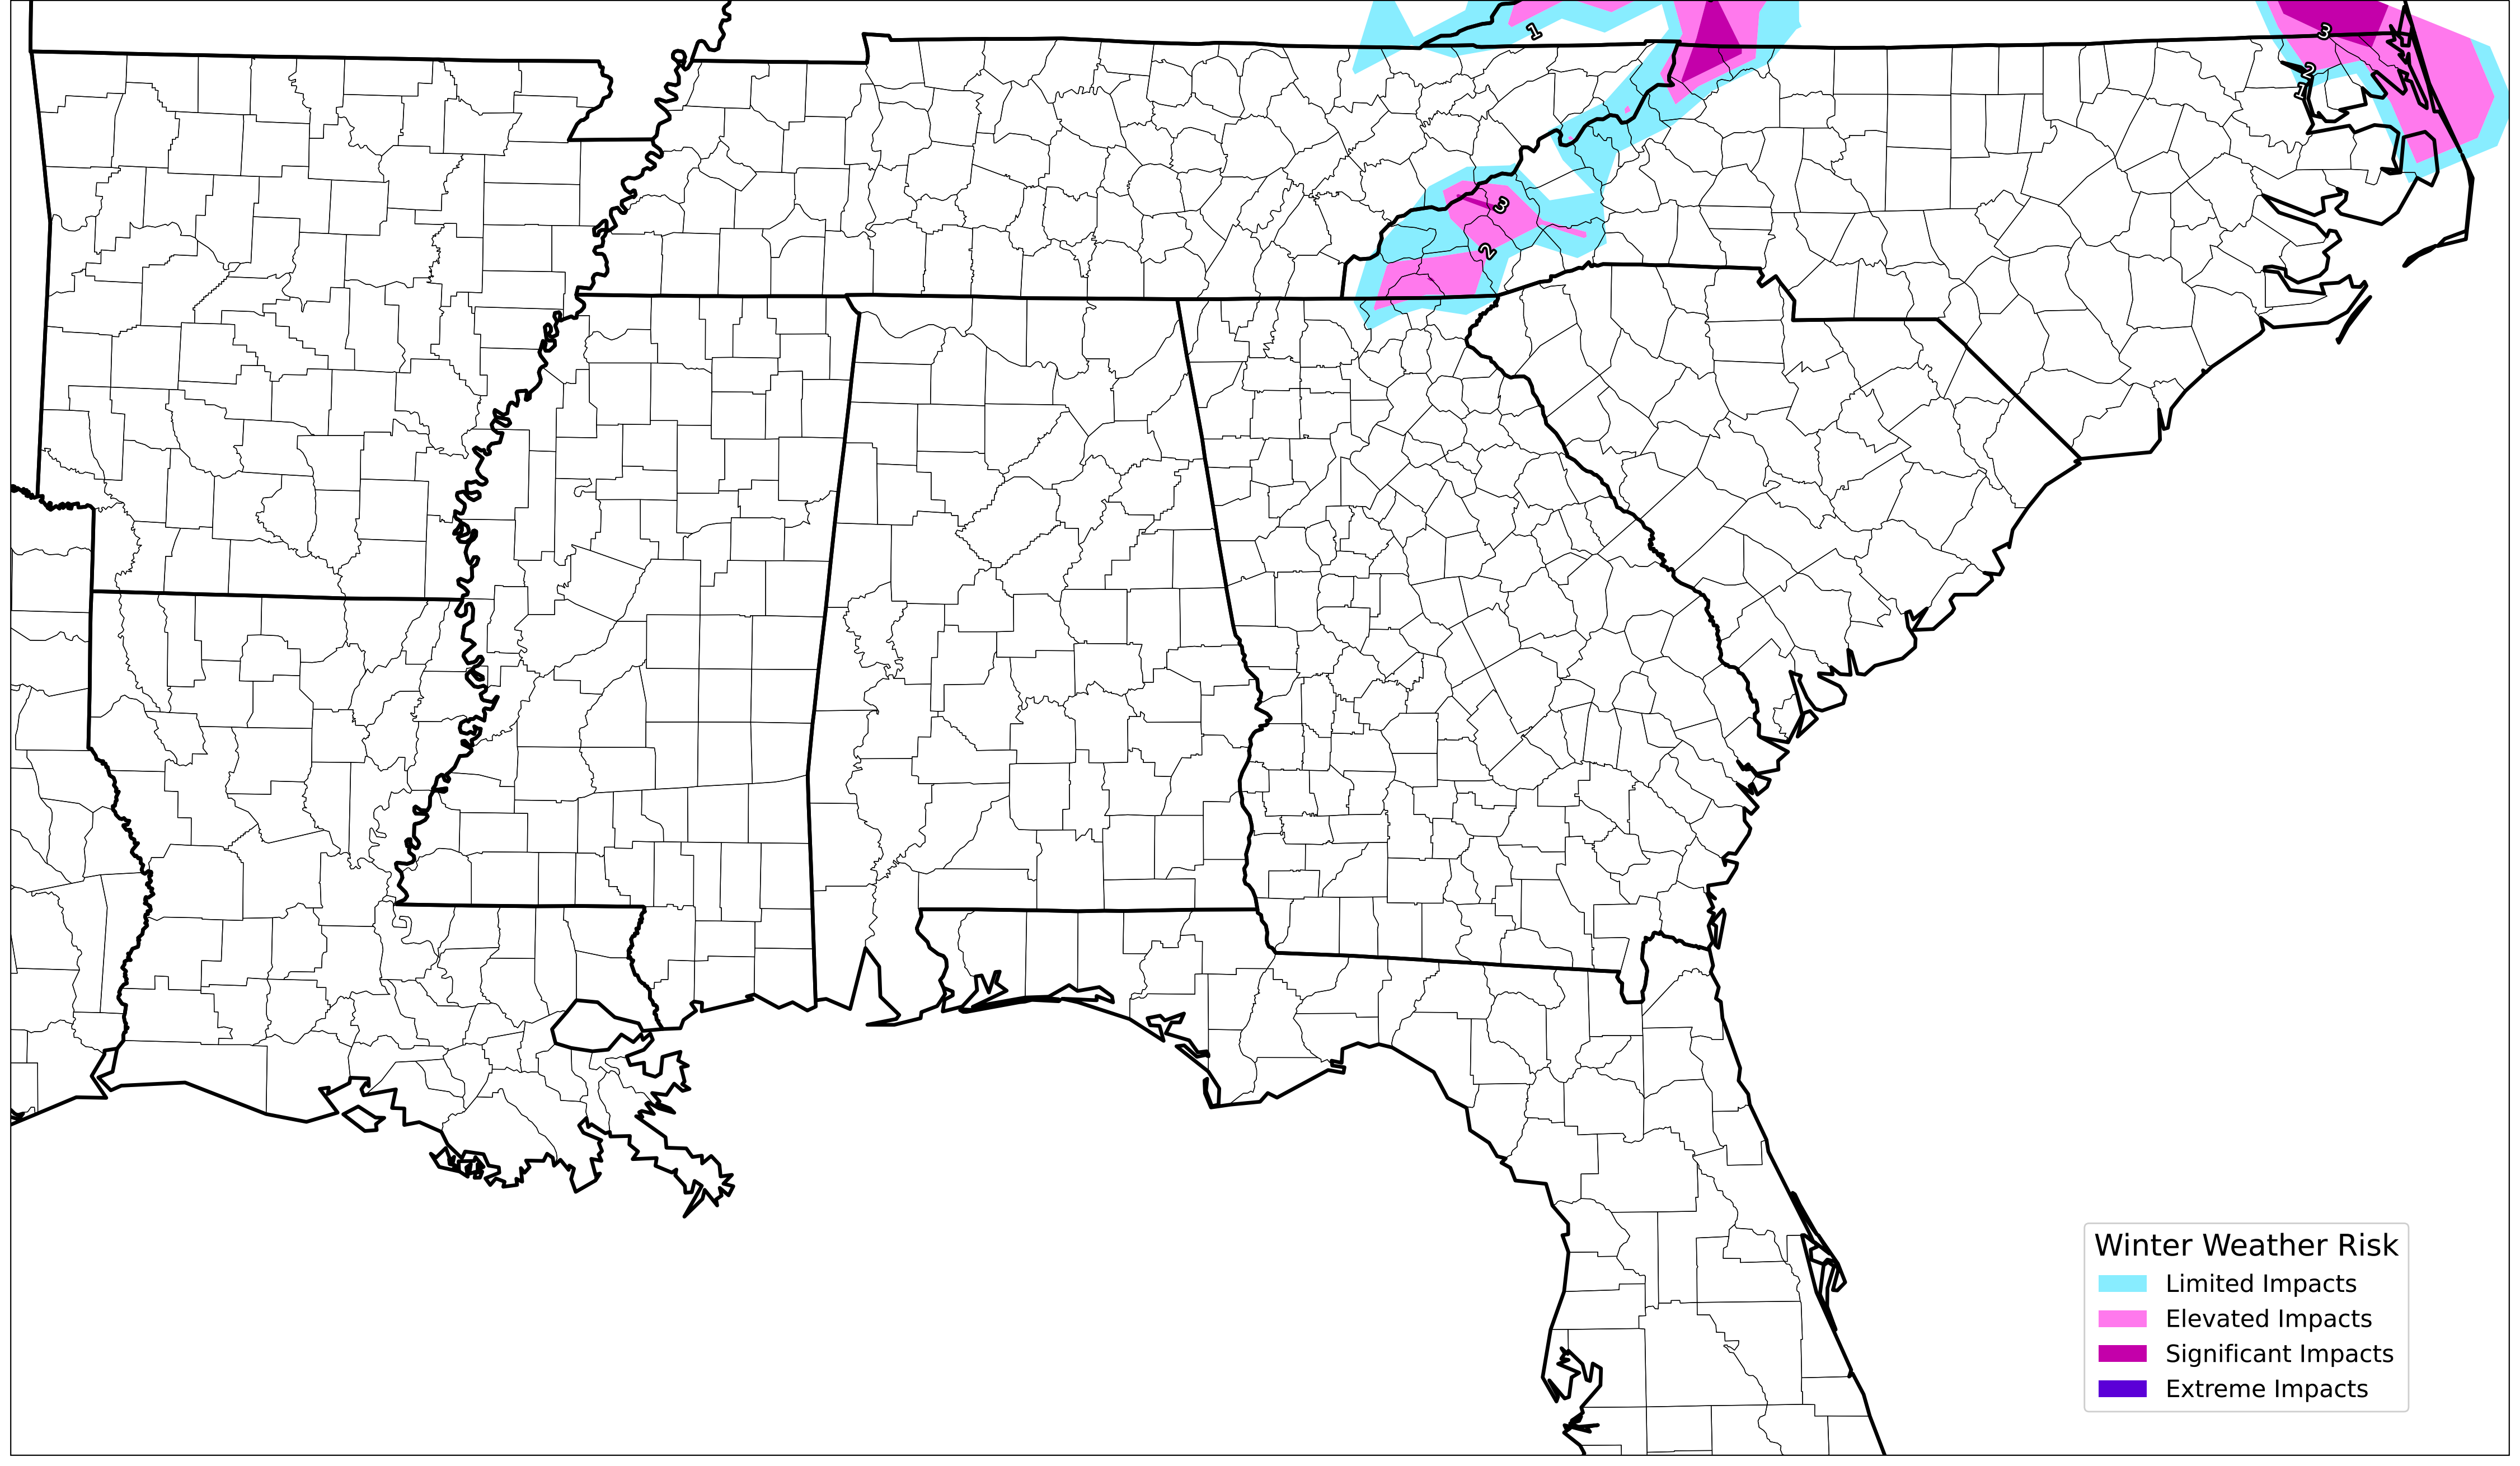 1
3
2
1
3
2
Winter Weather Risk
Limited Impacts
Elevated Impacts
Significant Impacts
Extreme Impacts